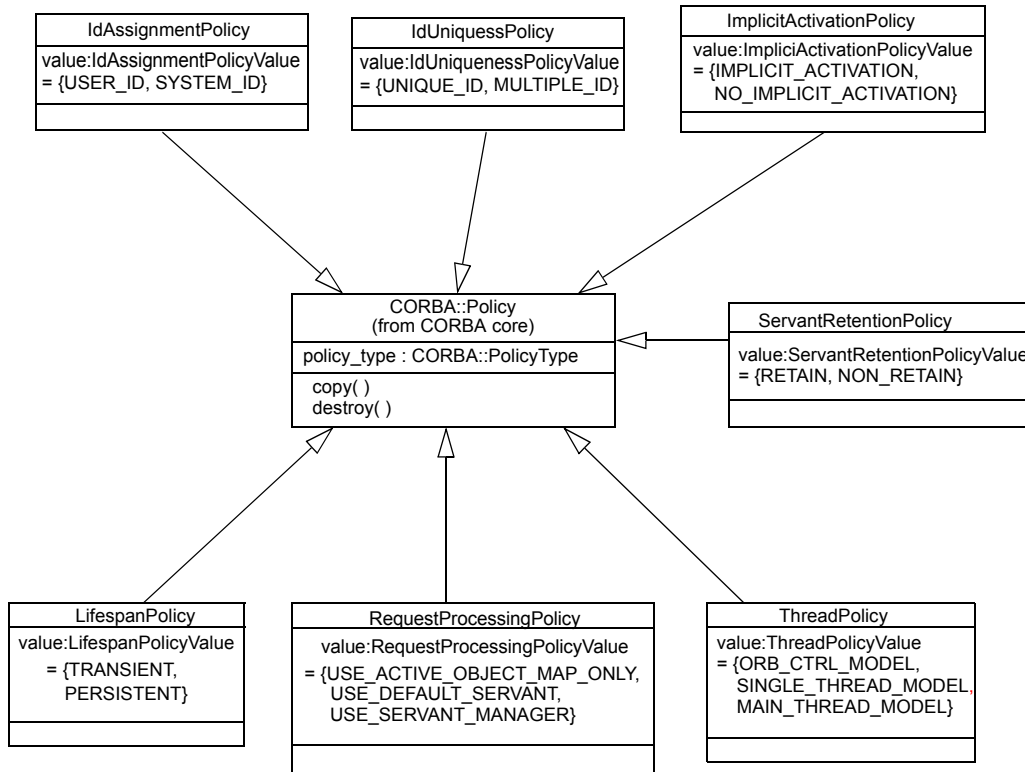 IdAssignmentPolicy
value:IdAssignmentPolicyValue
= {USER_ID, SYSTEM_ID}
IdUniquessPolicy
value:IdUniquenessPolicyValue
= {UNIQUE_ID, MULTIPLE_ID}
ImplicitActivationPolicy
value:ImpliciActivationPolicyValue
= {IMPLICIT_ACTIVATION,
NO_IMPLICIT_ACTIVATION}
CORBA::Policy
(from CORBA core)
policy_type : CORBA::PolicyType
copy( )
destroy( )
ServantRetentionPolicy
value:ServantRetentionPolicyValue
= {RETAIN, NON_RETAIN}
LifespanPolicy
value:LifespanPolicyValue
= {TRANSIENT,
PERSISTENT}
RequestProcessingPolicy
value:RequestProcessingPolicyValue
= {USE_ACTIVE_OBJECT_MAP_ONLY,
USE_DEFAULT_SERVANT,
USE_SERVANT_MANAGER}
ThreadPolicy
value:ThreadPolicyValue
= {ORB_CTRL_MODEL,
SINGLE_THREAD_MODEL,
MAIN_THREAD_MODEL}